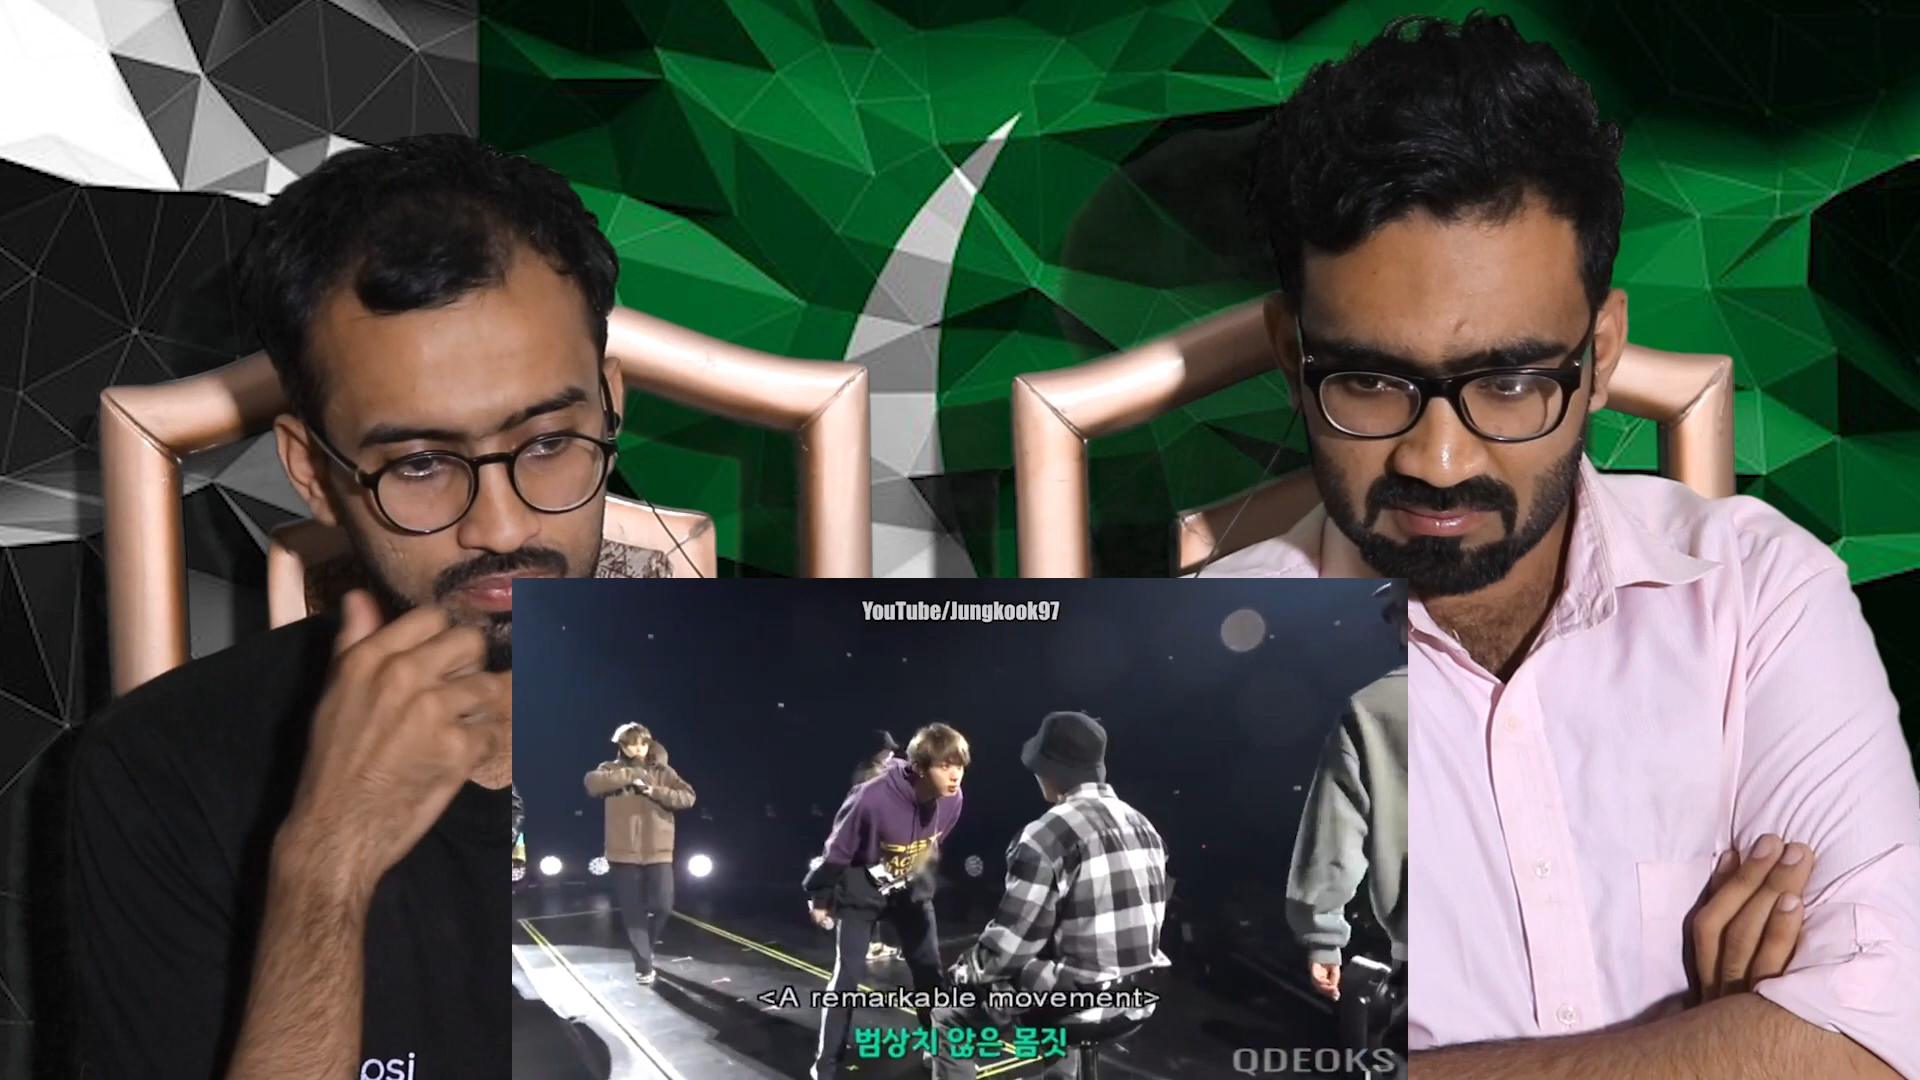 YouTube/Jungkook97
<A remarkable movement>
범상치 않은 몸짓
QDEOKS
osi